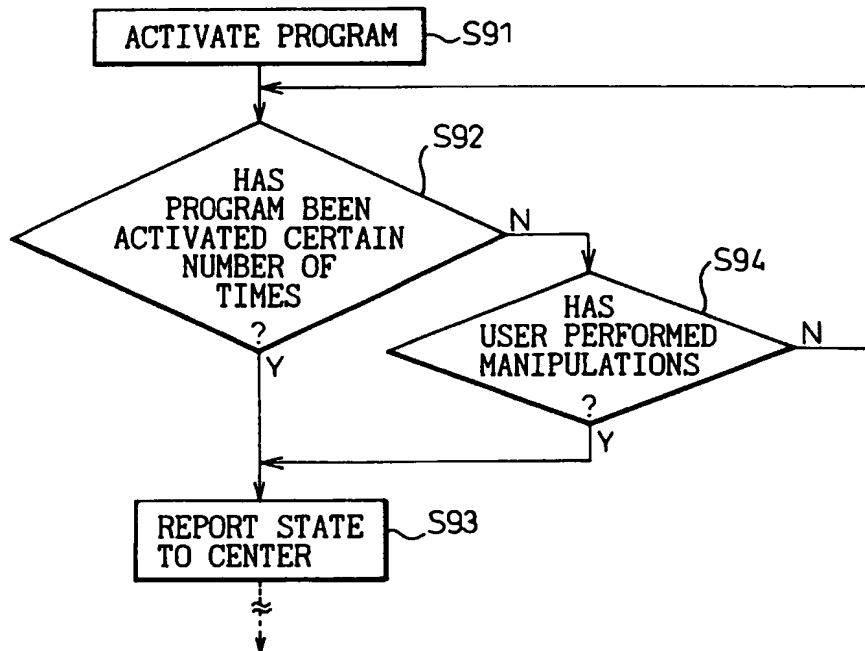 ACTIVATE PROGRAM
S91
S92
HAS
PROGRAM BEEN
ACTIVATED CERTAIN
NUMBER OF
TIMES
?
N
Y
S94
HAS
USER PERFORMED
MANIPULATIONS
?
N
Y
REPORT STATE
TO CENTER
S93